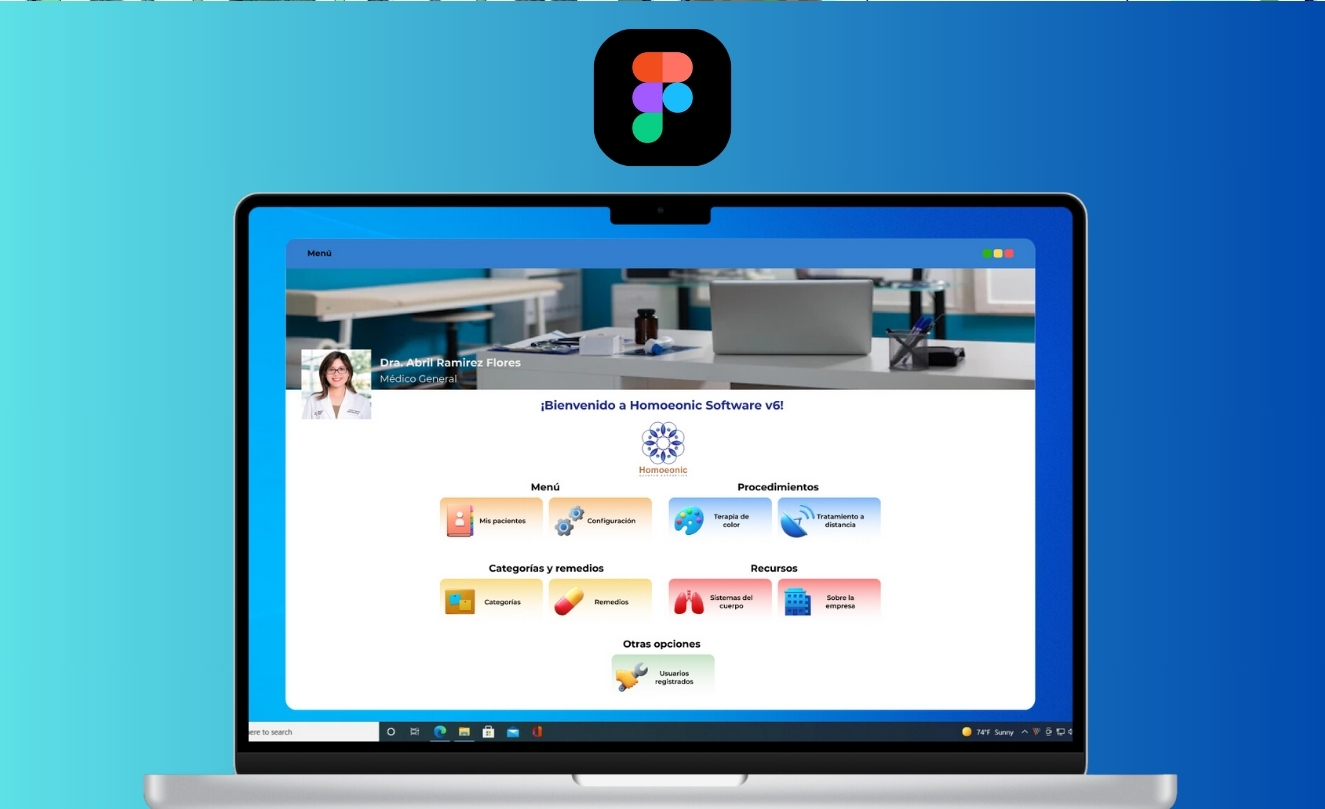 Menú
Dra. Abril Ramirez Flores
Médico General
¡Bienvenido a Homoeonic Software v6!
Homoeonic
Menú
Procedimientos
Mis pacientes
Configuración
Terapia de
color
Tratamiento a
distancia
Categorías y remedios
Recursos
Categorías
Remedios
Sistemas del
cuerpo
Sobre la
empresa
Otras opciones
Usuarios
registrados
to search
74°F Sunny